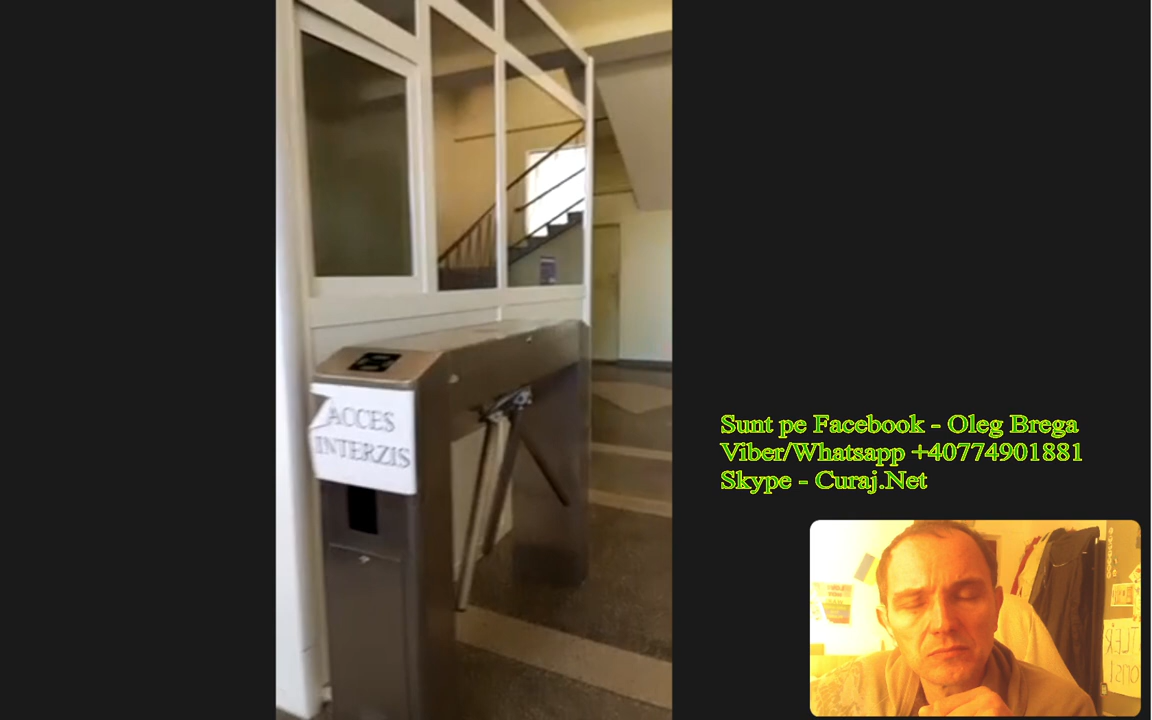 ACCES
INTERZIS
Sunt pe Facebook - Oleg Brega
Viber/Whatsapp +40774901881
Skype - Curaj.Net